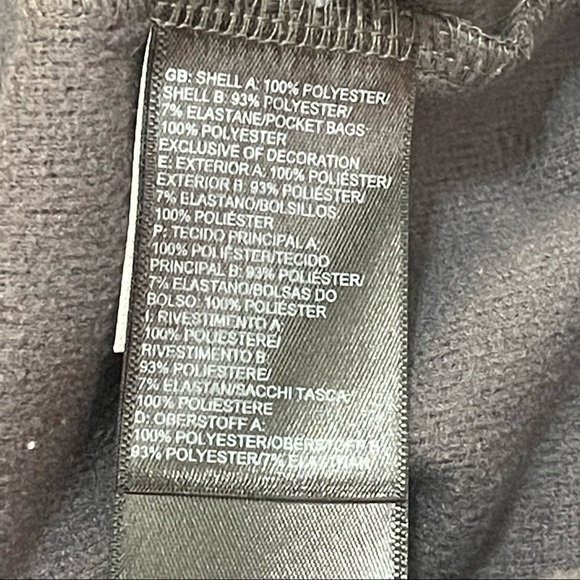 GB: SHELL A: 100% POLYESTER/
SHELL B: 93% POLYESTER/
7% ELASTANE/POCKET BAGS:
100% POLYESTER
EXCLUSIVE OF DECORATION
E: EXTERIOR A: 100% POLIÉSTER/
EXTERIOR B: 93% POLIÉSTER/
7% ELASTANO/BOLSILLOS:
100% POLIÉSTER
P: TECIDO PRINCIPAL A:
100% POLIÉSTER/TECIDO
PRINCIPAL B: 93% POLIÉSTER/
7% ELASTANO/BOLSAS DO
BOLSO: 100% POLIÉSTER
I: RIVESTIMENTO A:
100% POLIESTERE/
RIVESTIMENTO B:
93% POLIESTERE/
7% ELASTAN/SACCHI TASCA:
100% POLIESTERE
D: OBERSTOFF A:
100% POLYESTER/OBERSTOFF
93% POLYESTER/7%